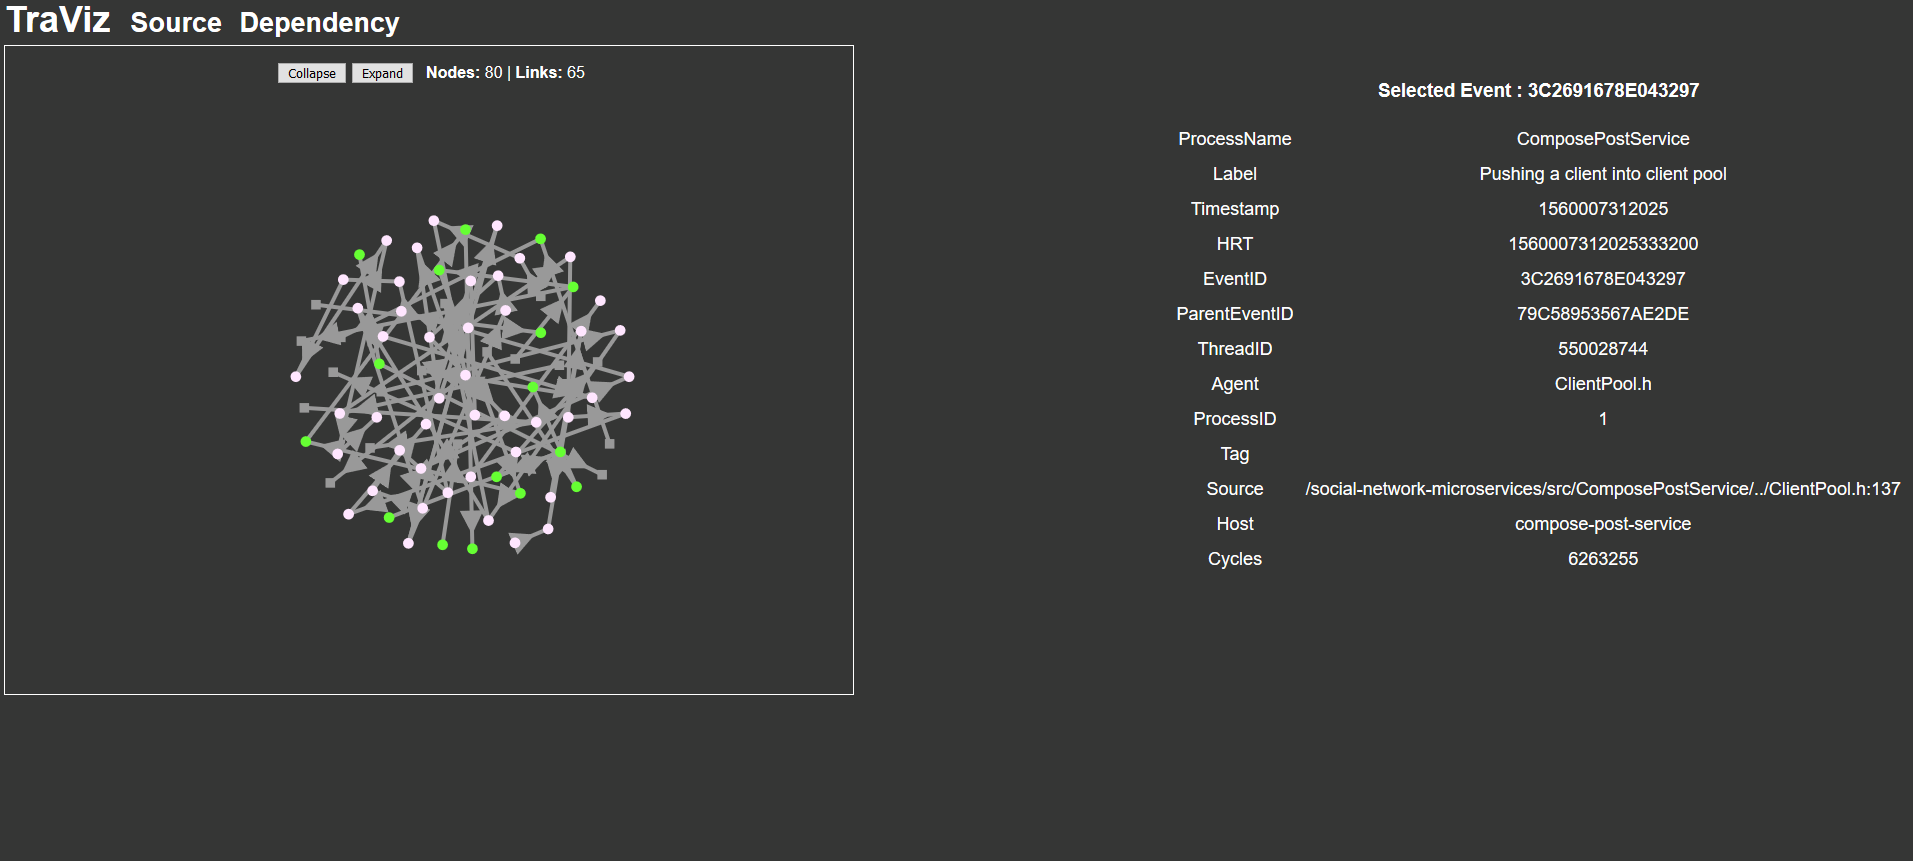 TraViz Source Dependency
Collapse Expand Nodes: 80 | Links: 65
Selected Event : 3C2691678E043297
ProcessName ComposePostService
Label Pushing a client into client pool
Timestamp 1560007312025
HRT 1560007312025333200
EventID 3C2691678E043297
ParentEventID 79C58953567AE2DE
ThreadID 550028744
Agent ClientPool.h
ProcessID 1
Tag
Source /social-network-microservices/src/ComposePostService/../ClientPool.h:137
Host compose-post-service
Cycles 6263255